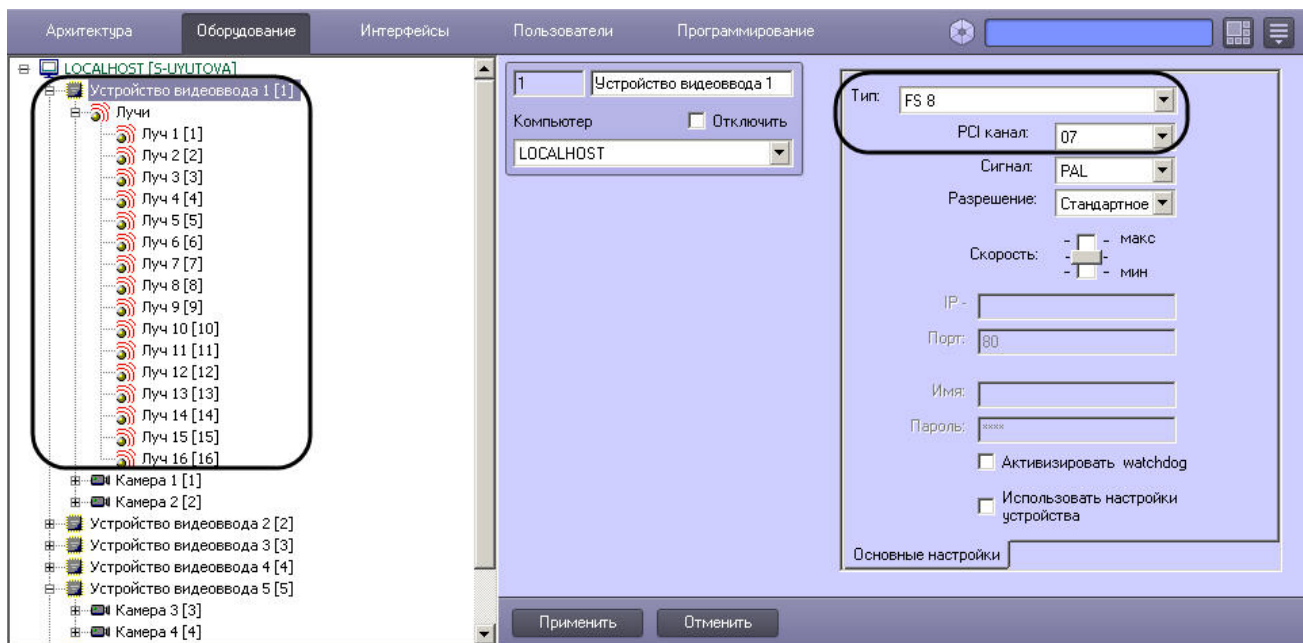 Архитектура Оборудование Интерфейсы Пользователи Программирование
LOCALHOST [S-UYUTOVA]
Устройство видеоввода 1 [1]
Лучи
Луч 1 [1]
Луч 2 [2]
Луч 3 [3]
Луч 4 [4]
Луч 5 [5]
Луч 6 [6]
Луч 7 [7]
Луч 8 [8]
Луч 9 [9]
Луч 10 [10]
Луч 11 [11]
Луч 12 [12]
Луч 13 [13]
Луч 14 [14]
Луч 15 [15]
Луч 16 [16]
Камера 1 [1]
Камера 2 [2]
Устройство видеоввода 2 [2]
Устройство видеоввода 3 [3]
Устройство видеоввода 4 [4]
Устройство видеоввода 5 [5]
Камера 3 [3]
Камера 4 [4]
1 Устройство видеоввода 1
Компьютер Отключить
LOCALHOST
Тип: FS 8
PCI канал: 07
Сигнал: PAL
Разрешение: Стандартное
Скорость: - - макс
- -
- - мин
IP -
Порт: 80
Имя:
Пароль: ****
Активизировать watchdog
Использовать настройки
устройства
Основные настройки
Применить Отменить